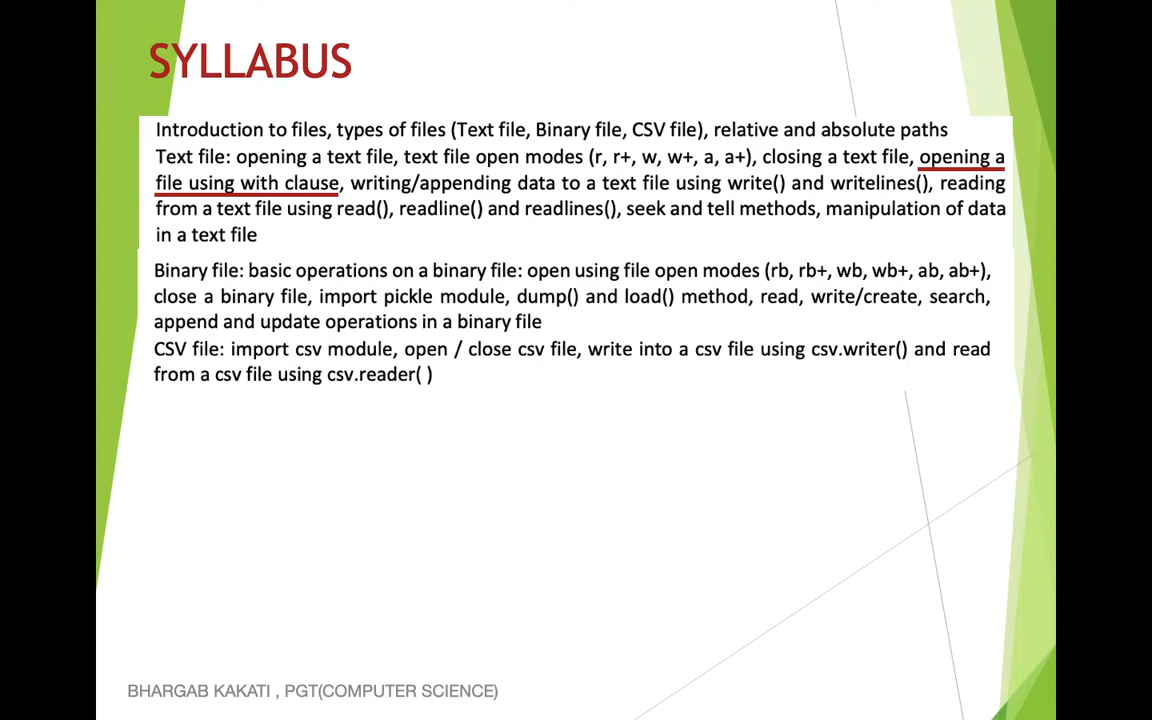 SYLLABUS
Introduction to files, types of files (Text file, Binary file, CSV file), relative and absolute paths
Text file: opening a text file, text file open modes (r, r+, w, w+, a, a+), closing a text file, opening a
file using with clause, writing/appending data to a text file using write() and writelines(), reading
from a text file using read(), readline() and readlines(), seek and tell methods, manipulation of data
in a text file
Binary file: basic operations on a binary file: open using file open modes (rb, rb+, wb, wb+, ab, ab+),
close a binary file, import pickle module, dump() and load() method, read, write/create, search,
append and update operations in a binary file
CSV file: import csv module, open / close csv file, write into a csv file using csv.writer() and read
from a csv file using csv.reader( )
BHARGAB KAKATI , PGT(COMPUTER SCIENCE)